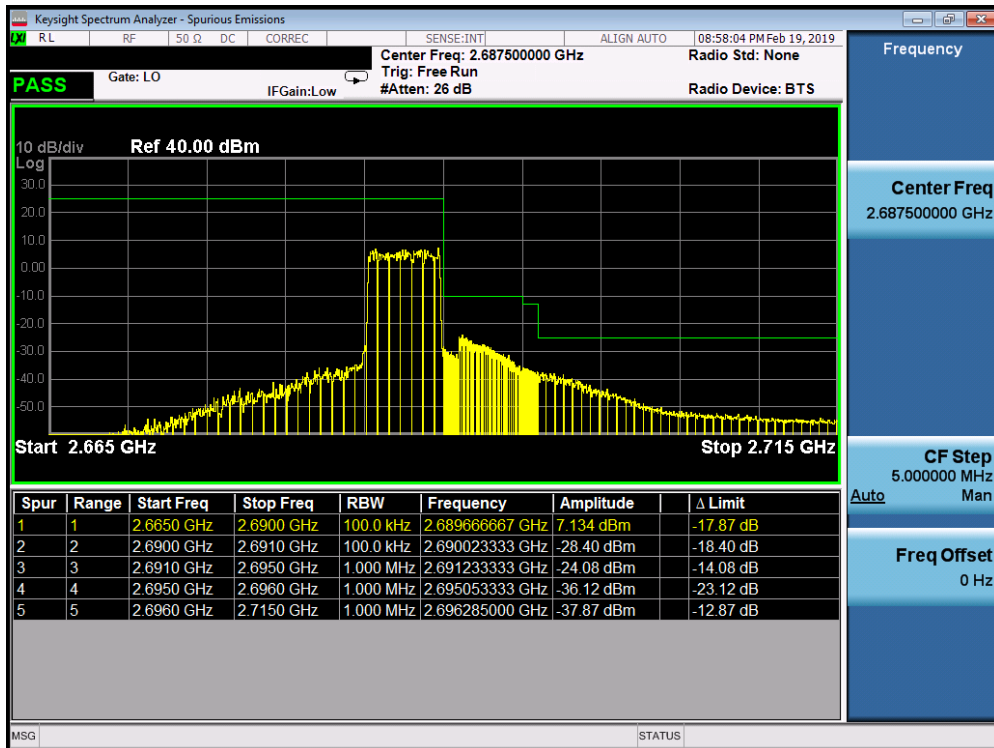 Keysight Spectrum Analyzer - Spurious Emissions
LXI RL RF 50 Ω DC CORREC SENSE:INT ALIGN AUTO 08:58:04 PM Feb 19, 2019
Center Freq: 2.687500000 GHz Radio Std: None
Trig: Free Run
PASS Gate: LO IFGain:Low #Atten: 26 dB Radio Device: BTS
10 dB/div Ref 40.00 dBm
Log
30.0
20.0
10.0
0.00
-10.0
-20.0
-30.0
-40.0
-50.0
Start 2.665 GHz Stop 2.715 GHz
Spur Range Start Freq Stop Freq RBW Frequency Amplitude Δ Limit
1 1 2.6650 GHz 2.6900 GHz 100.0 kHz 2.689666667 GHz 7.134 dBm -17.87 dB
2 2 2.6900 GHz 2.6910 GHz 100.0 kHz 2.690023333 GHz -28.40 dBm -18.40 dB
3 3 2.6910 GHz 2.6950 GHz 1.000 MHz 2.691233333 GHz -24.08 dBm -14.08 dB
4 4 2.6950 GHz 2.6960 GHz 1.000 MHz 2.695053333 GHz -36.12 dBm -23.12 dB
5 5 2.6960 GHz 2.7150 GHz 1.000 MHz 2.696285000 GHz -37.87 dBm -12.87 dB
MSG STATUS
Frequency
Center Freq
2.687500000 GHz
CF Step
5.000000 MHz
Auto Man
Freq Offset
0 Hz